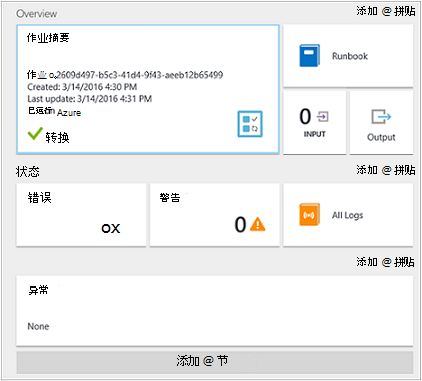 Overview
添加 @ 拼贴
作业摘要
作业 o.2609d497-b5c3-41d4-9f43-aeeb12b65499
Created: 3/14/2016 4:30 PM
Last update: 3/14/2016 4:31 PM
已运行 Azure
转换
Runbook
0
INPUT
Output
状态
添加 @ 拼贴
错误
ox
警告
0
All Logs
添加 @ 拼贴
异常
None
添加 @ 节